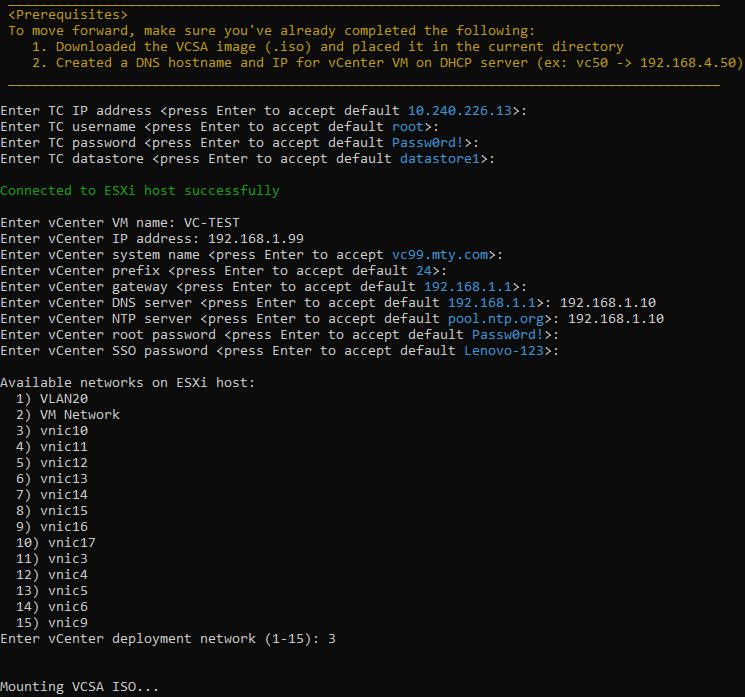 <Prerequisites>
To move forward, make sure you've already completed the following:
1. Downloaded the VCSA image (.iso) and placed it in the current directory
2. Created a DNS hostname and IP for vCenter VM on DHCP server (ex: vc50 -> 192.168.4.50)
Enter TC IP address <press Enter to accept default 10.240.226.13>:
Enter TC username <press Enter to accept default root>:
Enter TC password <press Enter to accept default Passw0rd!>:
Enter TC datastore <press Enter to accept default datastore1>:
Connected to ESXi host successfully
Enter vCenter VM name: VC-TEST
Enter vCenter IP address: 192.168.1.99
Enter vCenter system name <press Enter to accept vc99.mty.com>:
Enter vCenter prefix <press Enter to accept default 24>:
Enter vCenter gateway <press Enter to accept default 192.168.1.1>:
Enter vCenter DNS server <press Enter to accept default 192.168.1.1>: 192.168.1.10
Enter vCenter NTP server <press Enter to accept default pool.ntp.org>: 192.168.1.10
Enter vCenter root password <press Enter to accept default Passw0rd!>:
Enter vCenter SSO password <press Enter to accept default Lenovo-123>:
Available networks on ESXi host:
1) VLAN20
2) VM Network
3) vnic10
4) vnic11
5) vnic12
6) vnic13
7) vnic14
8) vnic15
9) vnic16
10) vnic17
11) vnic3
12) vnic4
13) vnic5
14) vnic6
15) vnic9
Enter vCenter deployment network (1-15): 3
Mounting VCSA ISO...